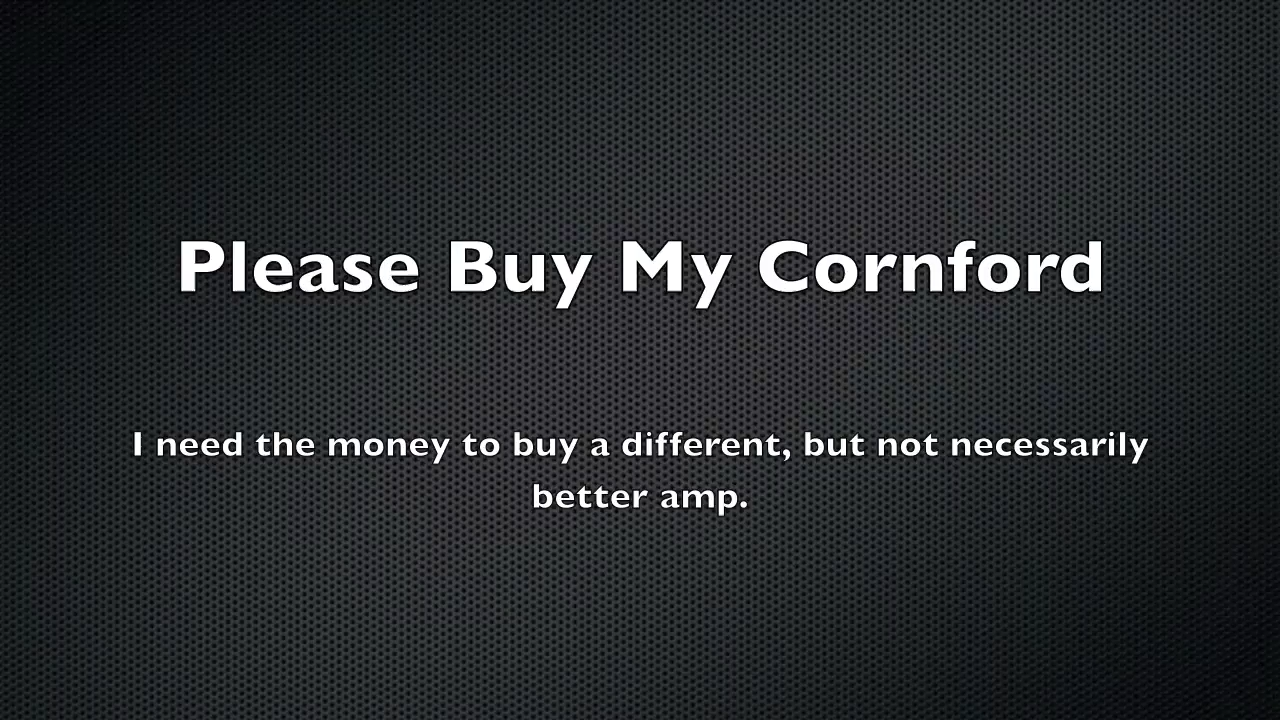 Please Buy My Cornford
I need the money to buy a different, but not necessarily
better amp.